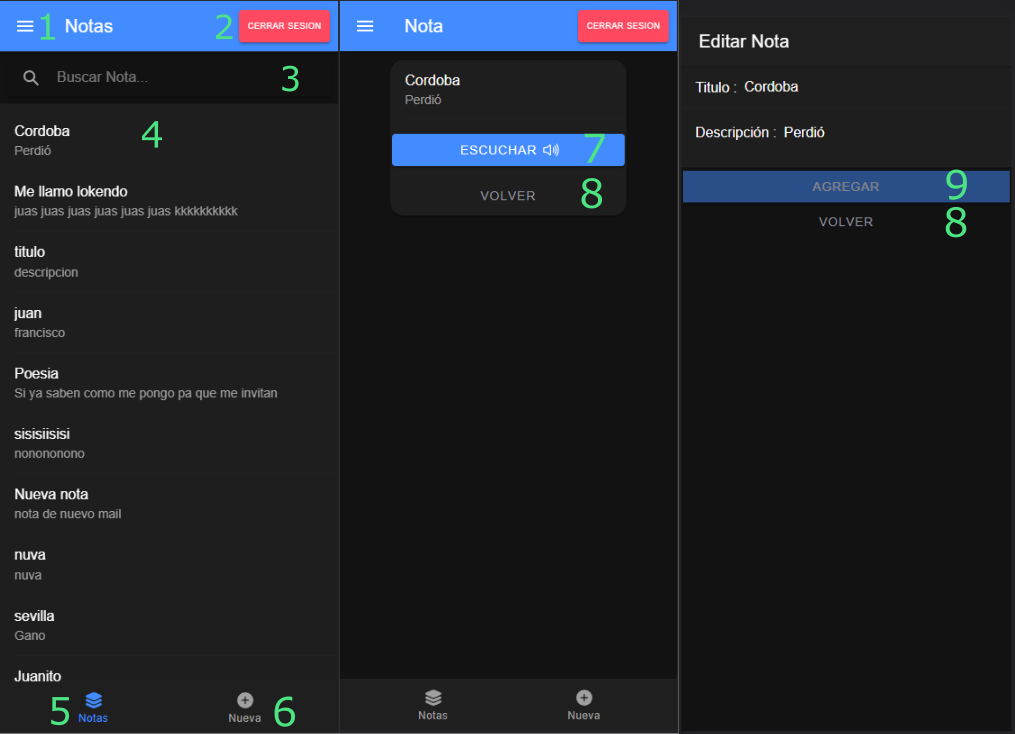 1 Notas 2 CERRAR SESION
Buscar Nota... 3
Cordoba 4
Perdió
Me llamo lokendo
juas juas juas juas juas juas kkkkkkkkkk
titulo
descripcion
juan
francisco
Poesia
Si ya saben como me pongo pa que me invitan
sisisiisisi
nonononono
Nueva nota
nota de nuevo mail
nuva
nuva
sevilla
Gano
Juanito
5 Notas Nueva 6
Nota CERRAR SESION
Cordoba
Perdió
ESCUCHAR 7
VOLVER 8
Notas Nueva
Editar Nota
Titulo : Cordoba
Descripción : Perdió
AGREGAR 9
VOLVER 8